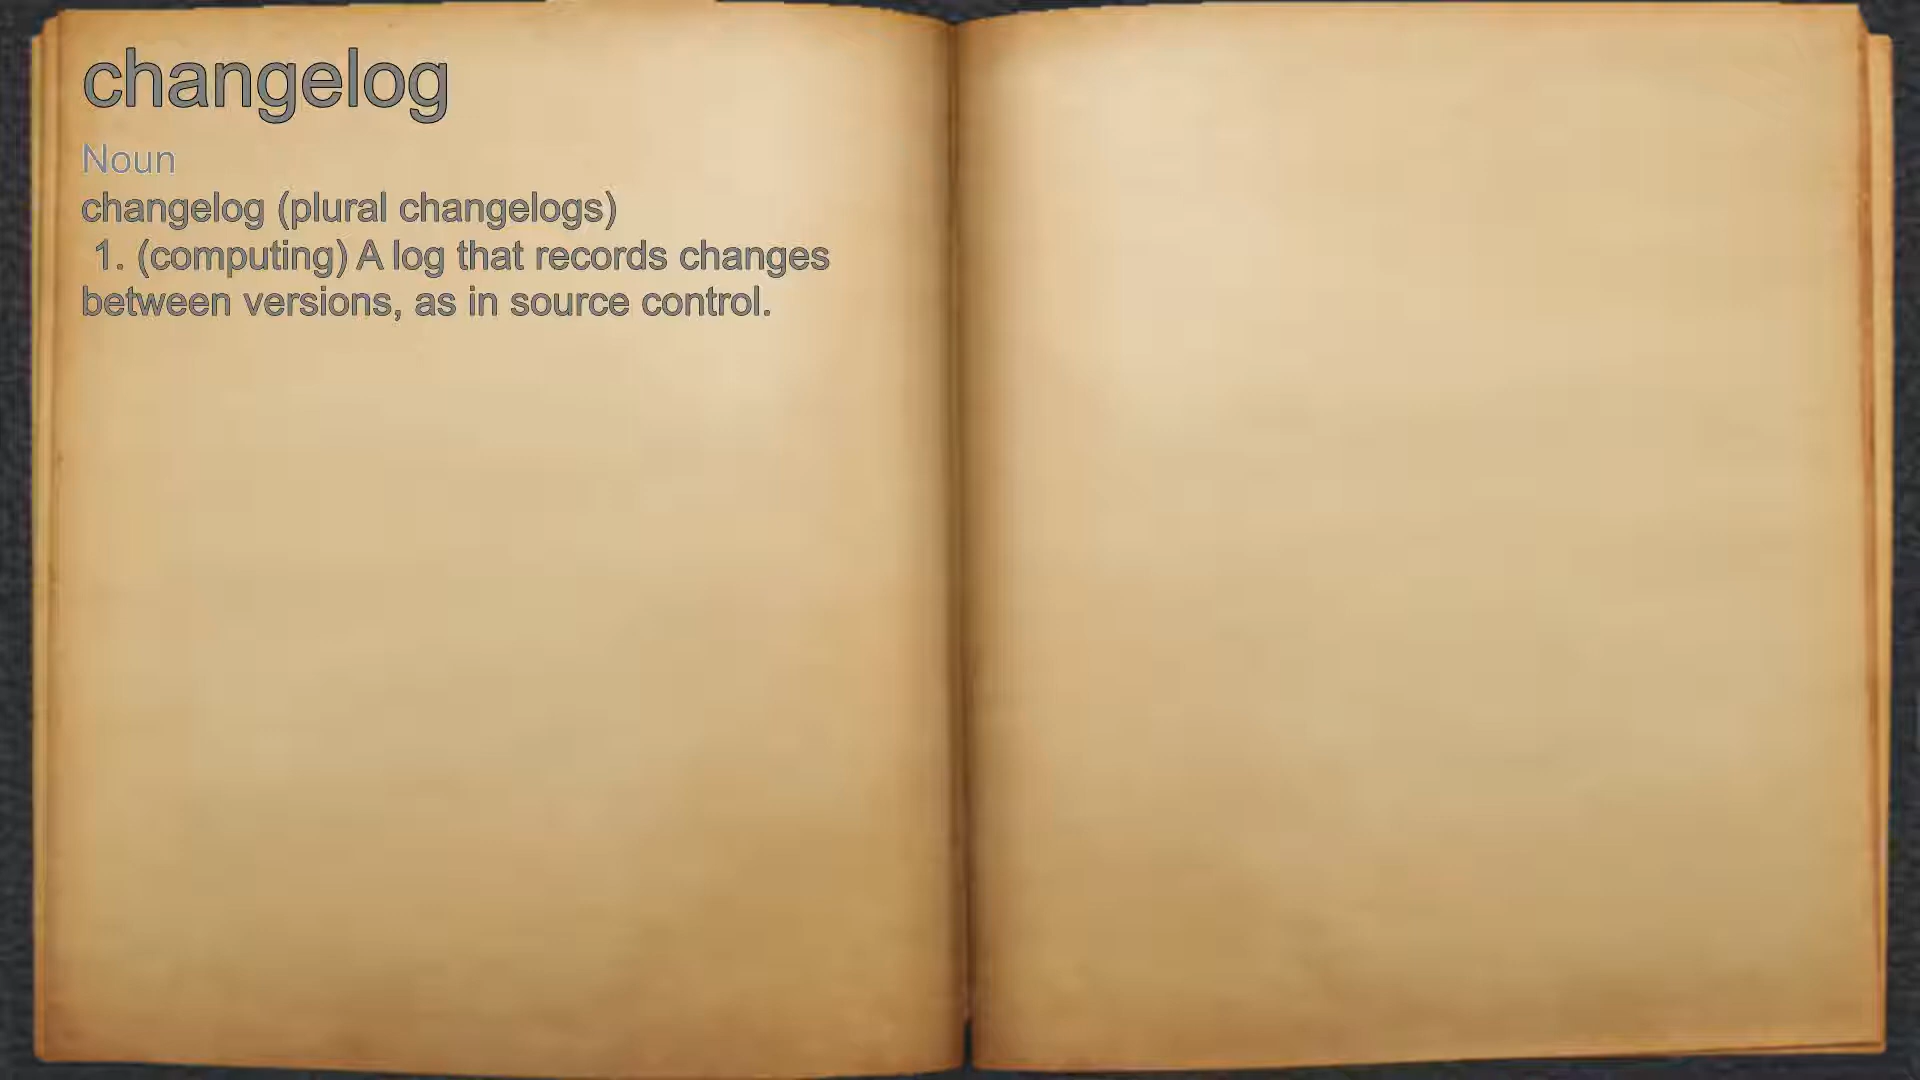 changelog
Noun
changelog (plural changelogs)
1. (computing) A log that records changes
between versions, as in source control.